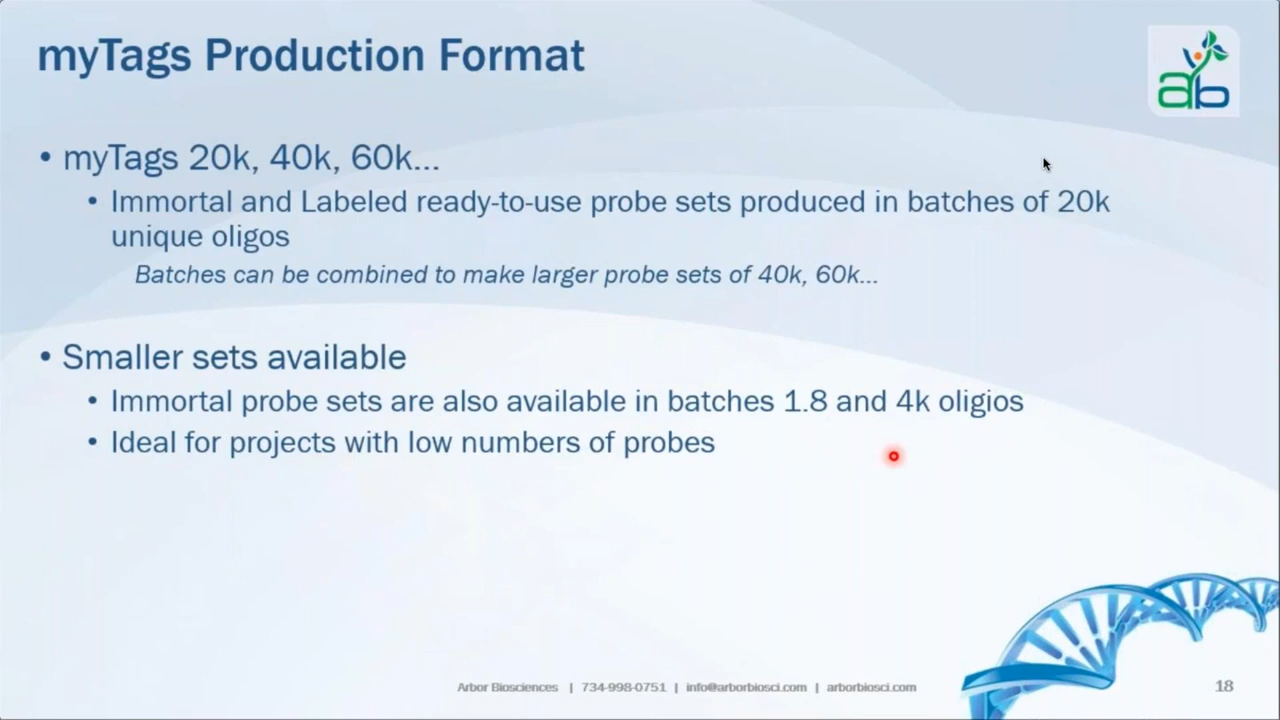 myTags Production Format
ab
• myTags 20k, 40k, 60k...
• Immortal and Labeled ready-to-use probe sets produced in batches of 20k
unique oligos
Batches can be combined to make larger probe sets of 40k, 60k...
• Smaller sets available
• Immortal probe sets are also available in batches 1.8 and 4k oligios
• Ideal for projects with low numbers of probes
Arbor Biosciences | 734-998-0751 | info@arborbiosci.com | arborbiosci.com
18